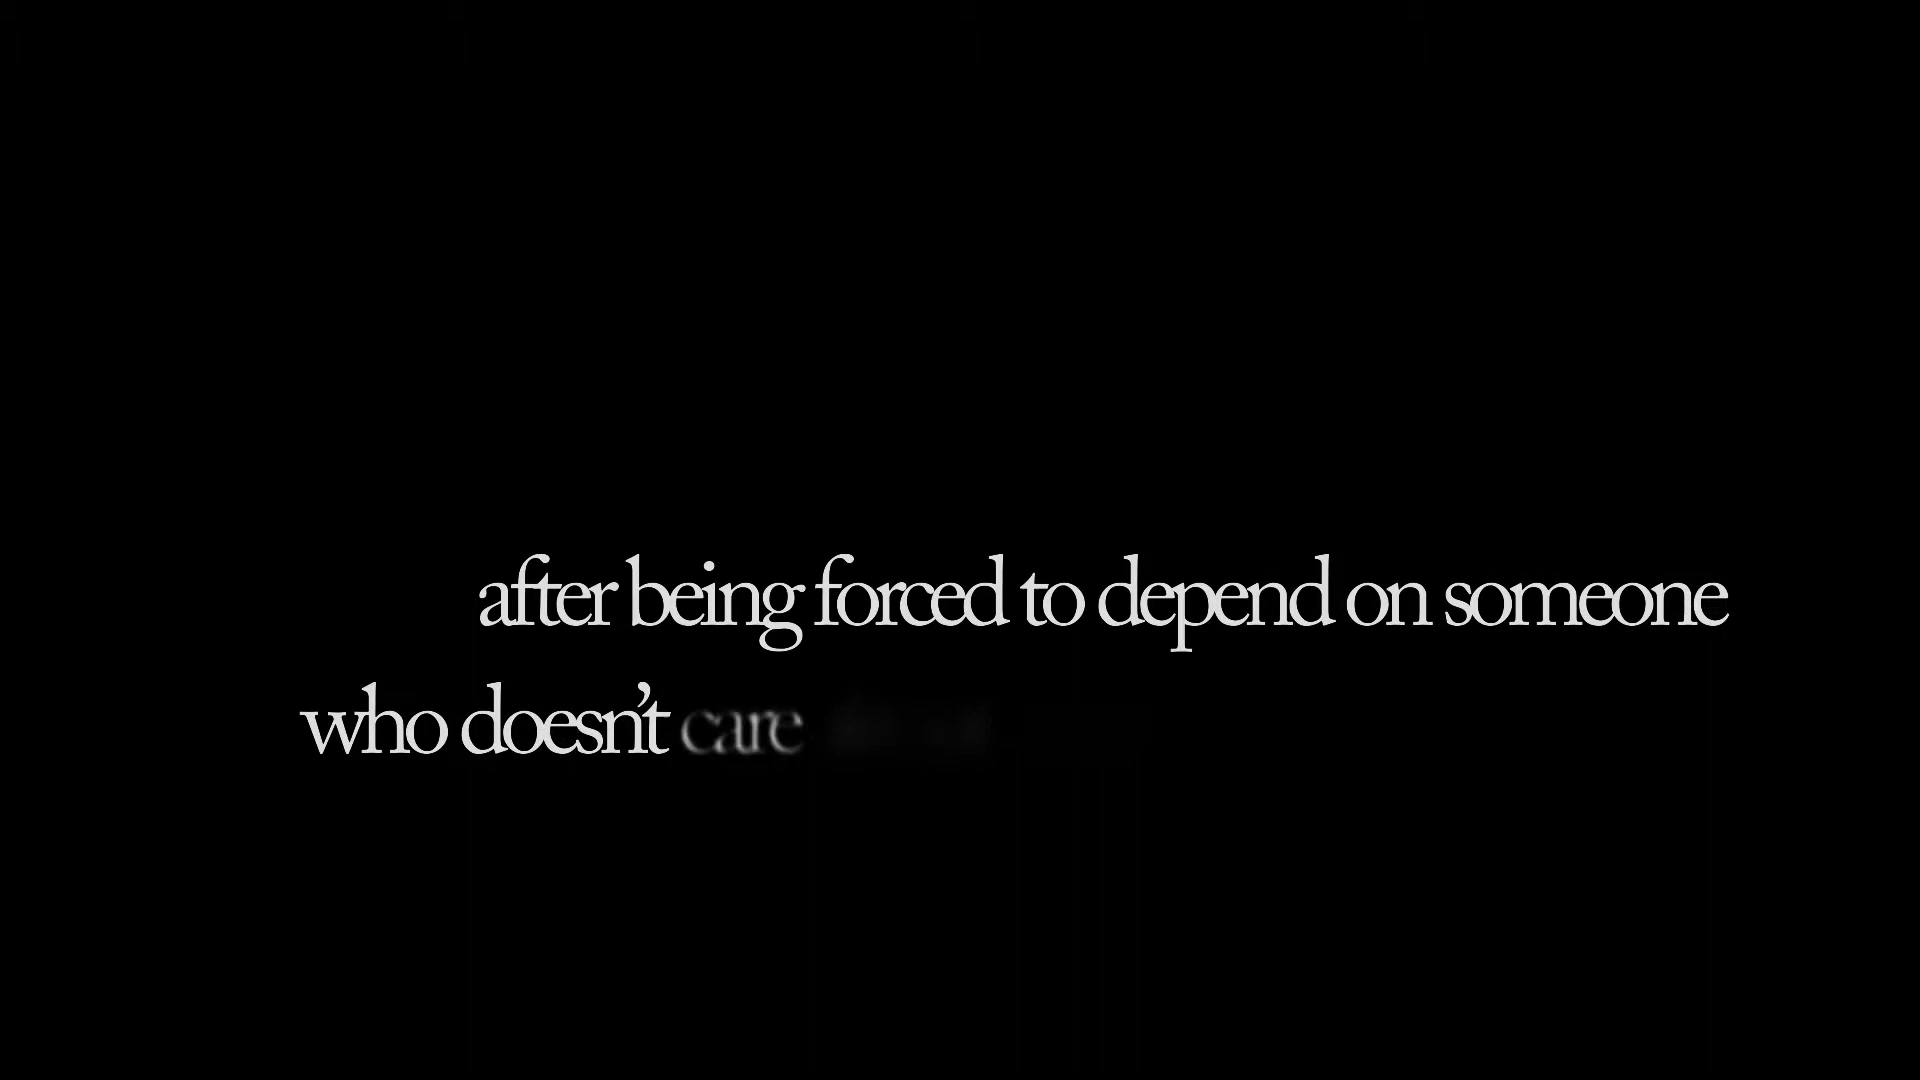 after being forced to depend on someone
who doesn’t care